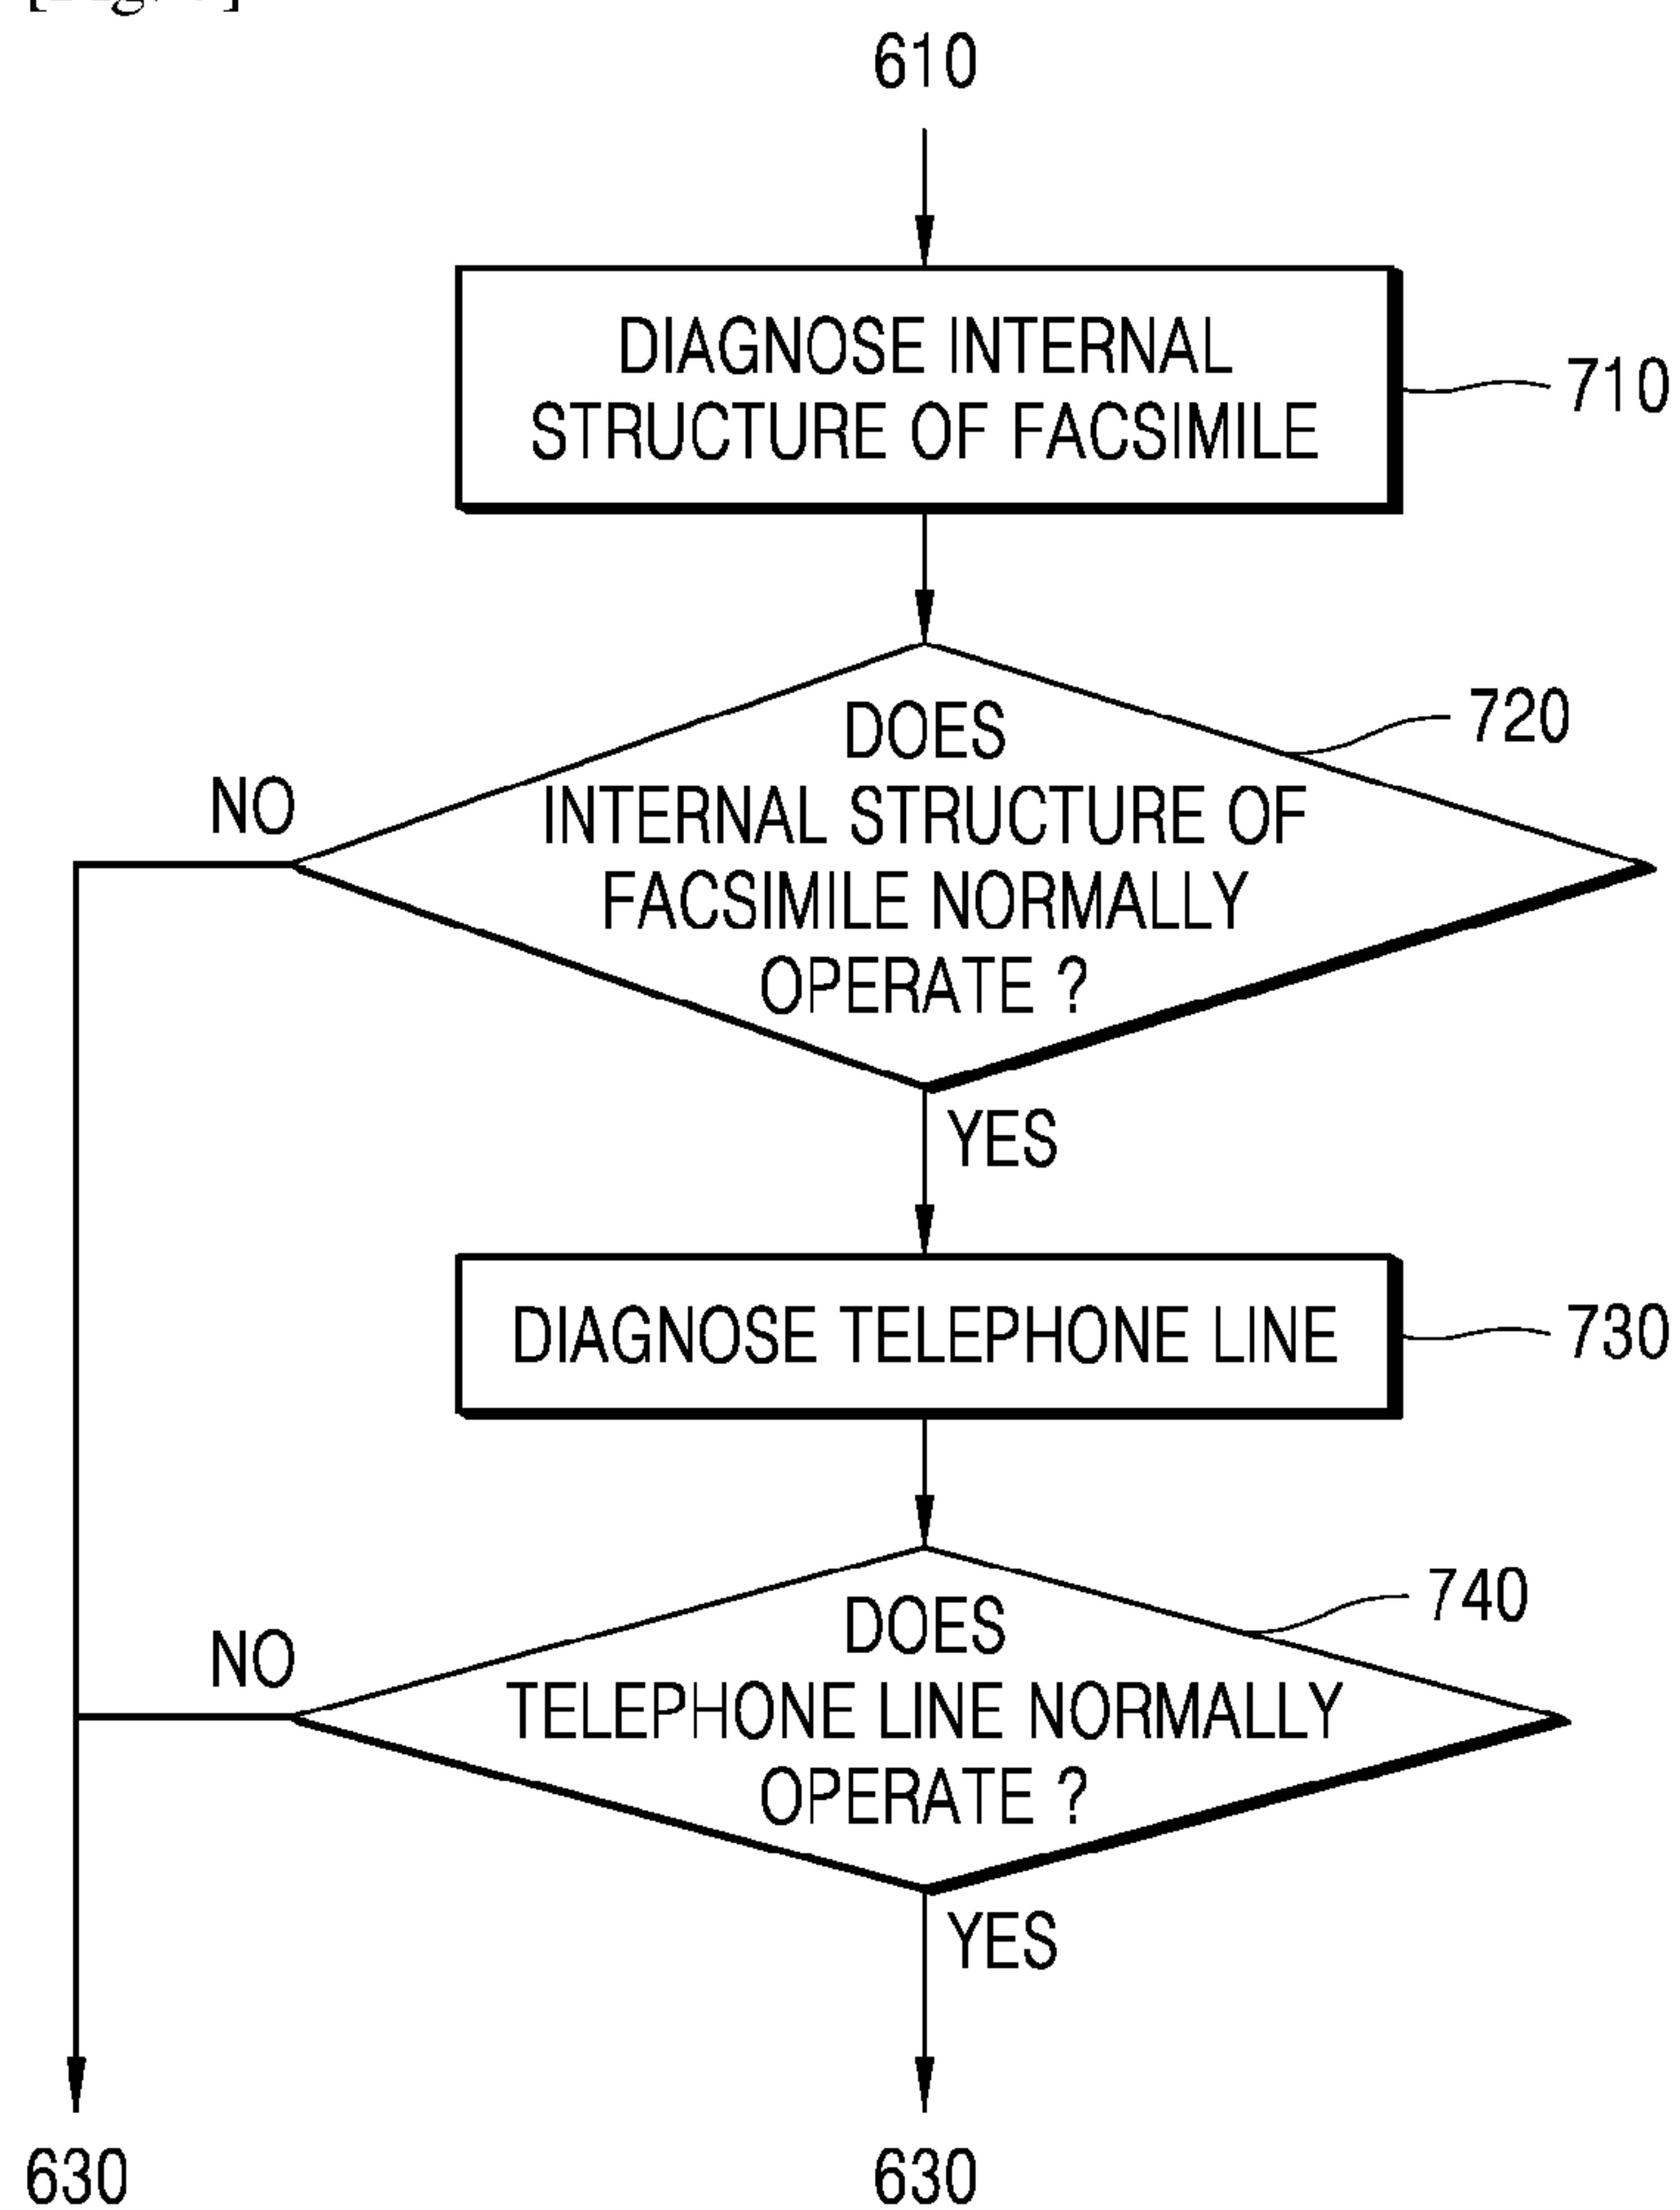 610
DIAGNOSE INTERNAL
STRUCTURE OF FACSIMILE
710
DOES
INTERNAL STRUCTURE OF
FACSIMILE NORMALLY
OPERATE ?
720
NO
YES
DIAGNOSE TELEPHONE LINE
730
DOES
TELEPHONE LINE NORMALLY
OPERATE ?
740
NO
YES
630
630